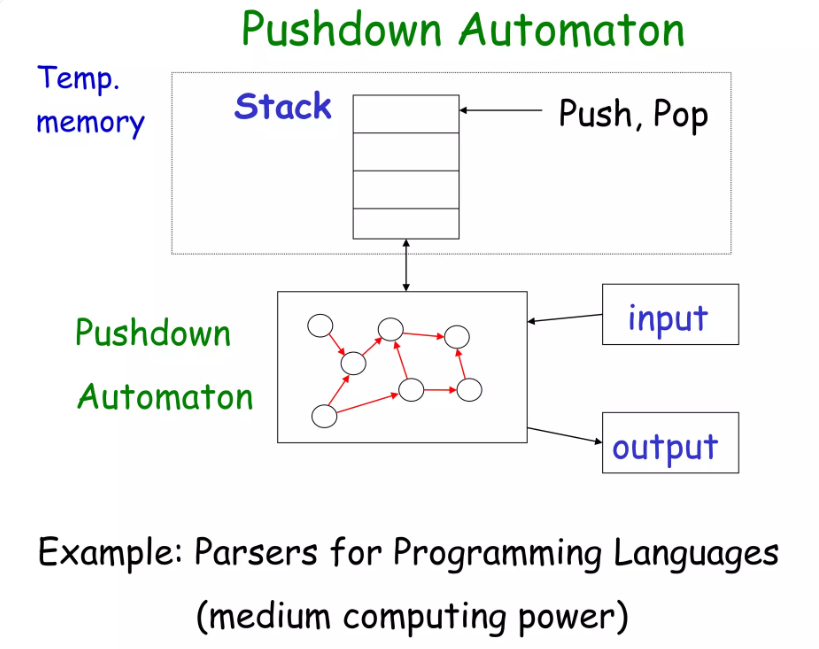 Pushdown Automaton
Temp.
memory
Stack
Push, Pop
Pushdown
Automaton
input
output
Example: Parsers for Programming Languages
(medium computing power)